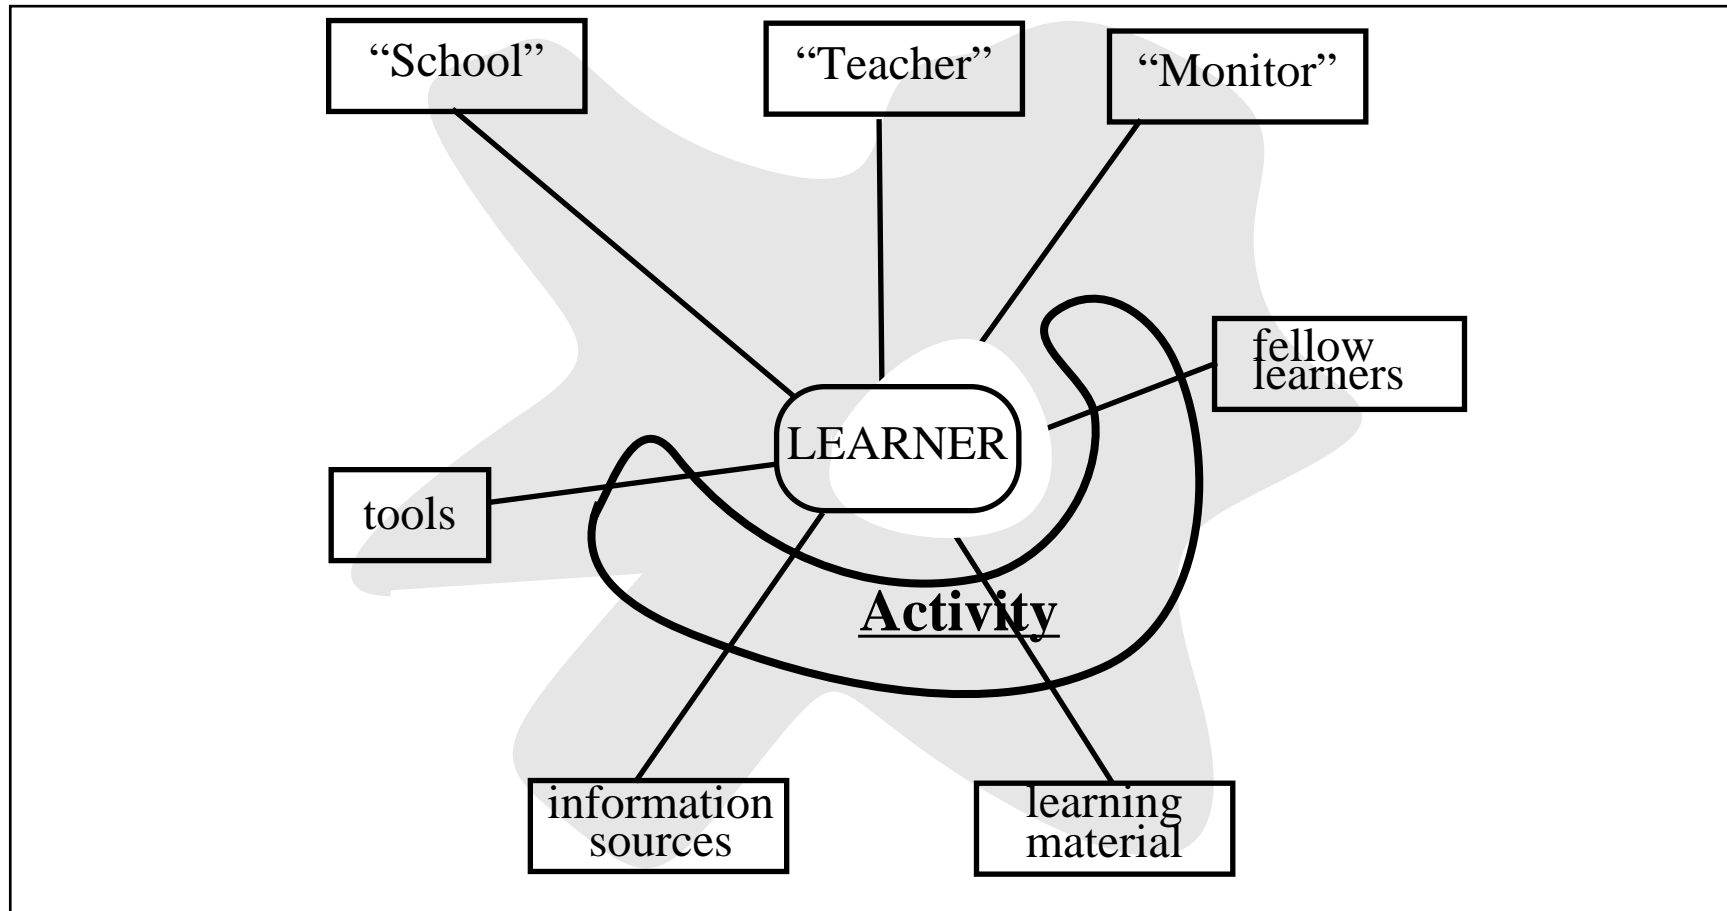 “School”
“Teacher”
“Monitor”
fellow
learners
LEARNER
tools
Activity
information
sources
learning
material